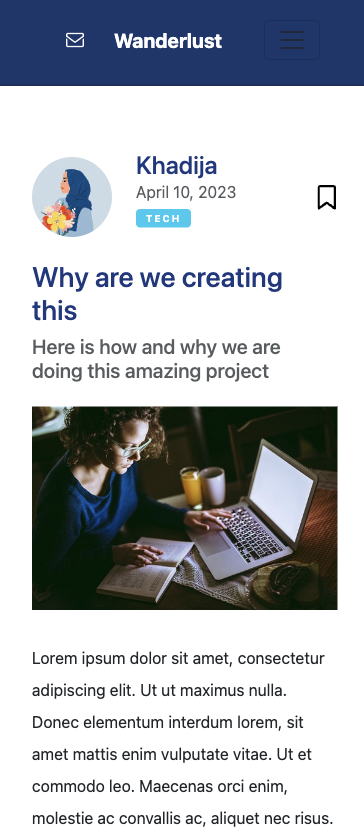 Wanderlust
Khadija
April 10, 2023
TECH
Why are we creating
this
Here is how and why we are
doing this amazing project
Lorem ipsum dolor sit amet, consectetur
adipiscing elit. Ut ut maximus nulla.
Donec elementum interdum lorem, sit
amet mattis enim vulputate vitae. Ut et
commodo leo. Maecenas orci enim,
molestie ac convallis ac, aliquet nec risus.